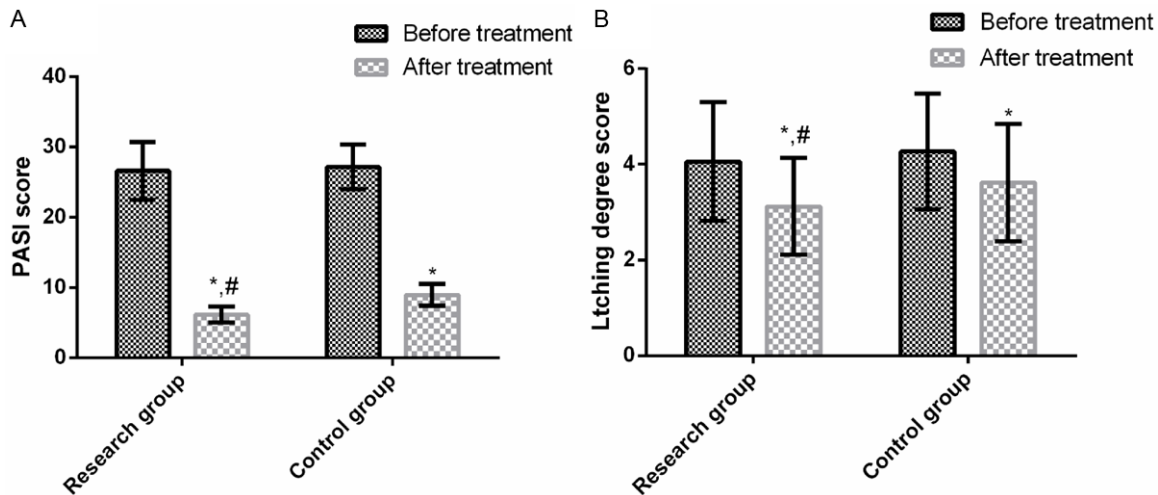 A
Before treatment
After treatment
PASI score
40
30
20
10
0
*,#
*
Research group
Control group
B
Before treatment
After treatment
Ltching degree score
6
4
2
0
*,#
*
Research group
Control group